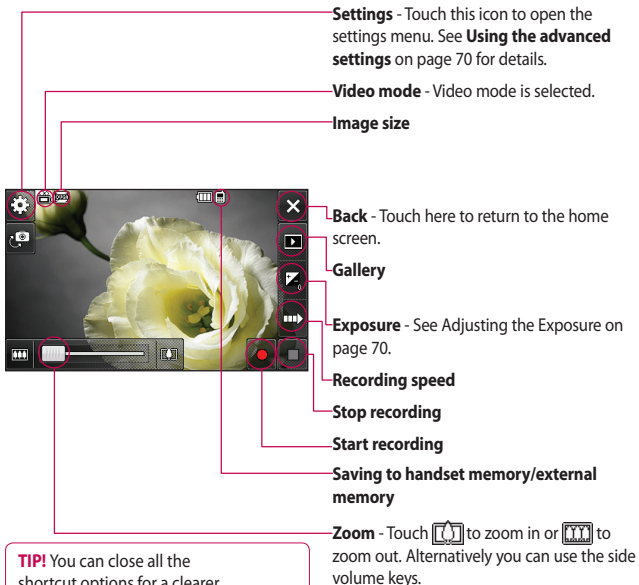 Settings - Touch this icon to open the
settings menu. See Using the advanced
settings on page 70 for details.
Video mode - Video mode is selected.
Image size
Back - Touch here to return to the home
screen.
Gallery
Exposure - See Adjusting the Exposure on
page 70.
Recording speed
Stop recording
Start recording
Saving to handset memory/external
memory
Zoom - Touch to zoom in or to
zoom out. Alternatively you can use the side
volume keys.
TIP! You can close all the
shortcut options for a clearer